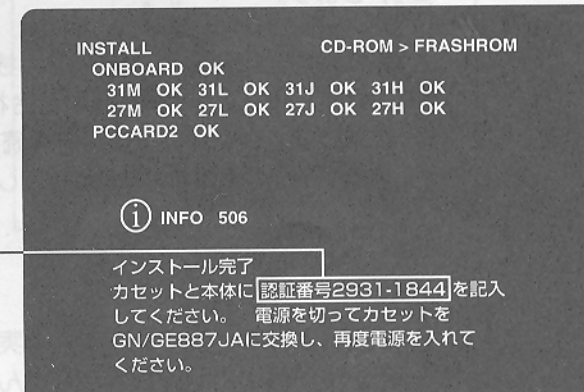 INSTALL CD-ROM > FRASHROM
ONBOARD OK
31M OK 31L OK 31J OK 31H OK
27M OK 27L OK 27J OK 27H OK
PCCARD2 OK
i INFO 506
インストール完了
カセットと本体に認証番号2931-1844を記入
してください。 電源を切ってカセットを
GN/GE887JAに交換し、再度電源を入れて
ください。